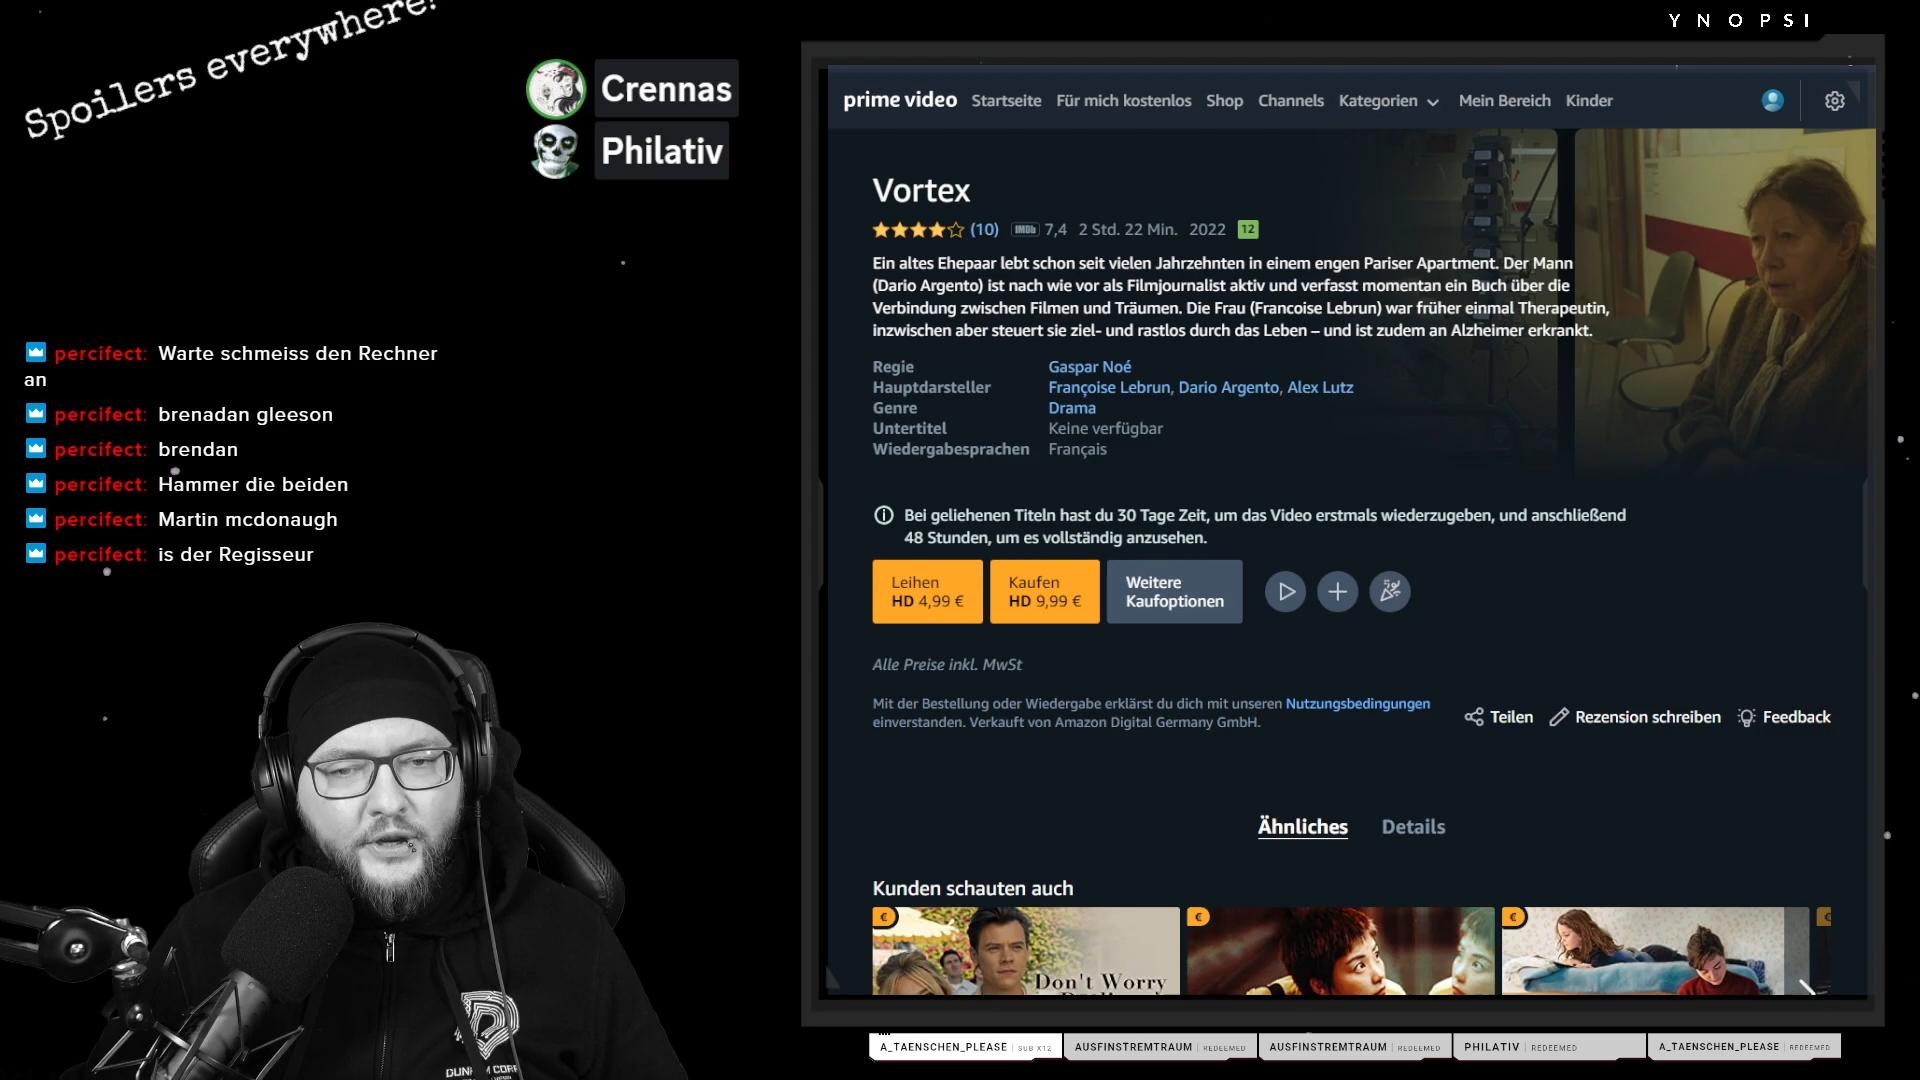 Spoilers everywhere!
YNOPSI
Crennas
Philativ
percifect: Warte schmeiss den Rechner
an
percifect: brenadan gleeson
percifect: brendan
percifect: Hammer die beiden
percifect: Martin mcdonaugh
percifect: is der Regisseur
prime video Startseite Für mich kostenlos Shop Channels Kategorien Mein Bereich Kinder
Vortex
(10) IMDb 7,4 2 Std. 22 Min. 2022 12
Ein altes Ehepaar lebt schon seit vielen Jahrzehnten in einem engen Pariser Apartment. Der Mann
(Dario Argento) ist nach wie vor als Filmjournalist aktiv und verfasst momentan ein Buch über die
Verbindung zwischen Filmen und Träumen. Die Frau (Francoise Lebrun) war früher einmal Therapeutin,
inzwischen aber steuert sie ziel- und rastlos durch das Leben – und ist zudem an Alzheimer erkrankt.
Regie Gaspar Noé
Hauptdarsteller Françoise Lebrun, Dario Argento, Alex Lutz
Genre Drama
Untertitel Keine verfügbar
Wiedergabesprachen Français
Bei geliehenen Titeln hast du 30 Tage Zeit, um das Video erstmals wiederzugeben, und anschließend
48 Stunden, um es vollständig anzusehen.
Leihen
HD 4,99 €
Kaufen
HD 9,99 €
Weitere
Kaufoptionen
Alle Preise inkl. MwSt
Mit der Bestellung oder Wiedergabe erklärst du dich mit unseren Nutzungsbedingungen
einverstanden. Verkauft von Amazon Digital Germany GmbH.
Teilen Rezension schreiben Feedback
Ähnliches Details
Kunden schauten auch
€ € € €
Don't Worry
A_TAENSCHEN_PLEASE SUB X12 AUSFINSTREMTRAUM REDEEMED AUSFINSTREMTRAUM REDEEMED PHILATIV REDEEMED A_TAENSCHEN_PLEASE REDEEMED